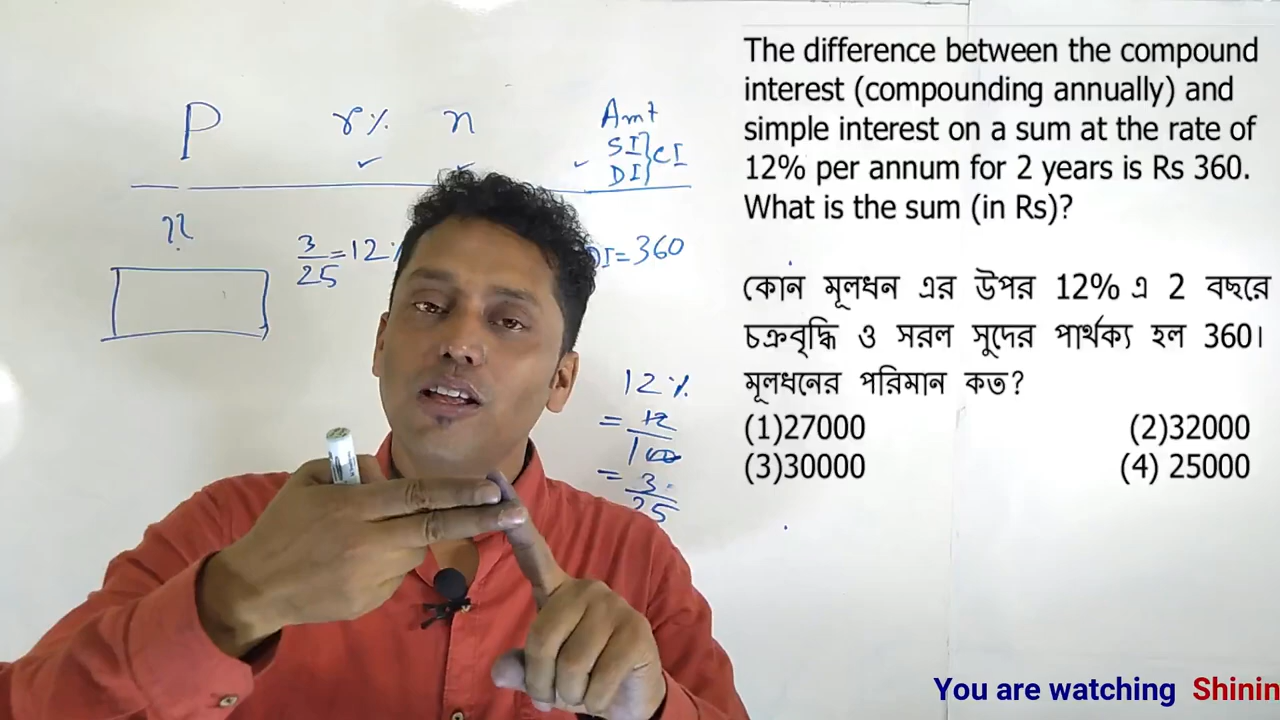 The difference between the compound
interest (compounding annually) and
simple interest on a sum at the rate of
12% per annum for 2 years is Rs 360.
What is the sum (in Rs)?
কোন মূলধন এর উপর 12% এ 2 বছরে
চক্রবৃদ্ধি ও সরল সুদের পার্থক্য হল 360।
মূলধনের পরিমান কত?
(1)27000 (2)32000
(3)30000 (4) 25000
P r% n Amt
SI
DI
CI
??
3/25=12%
DI=360
12%
=12/100
=3/25
You are watching Shinin